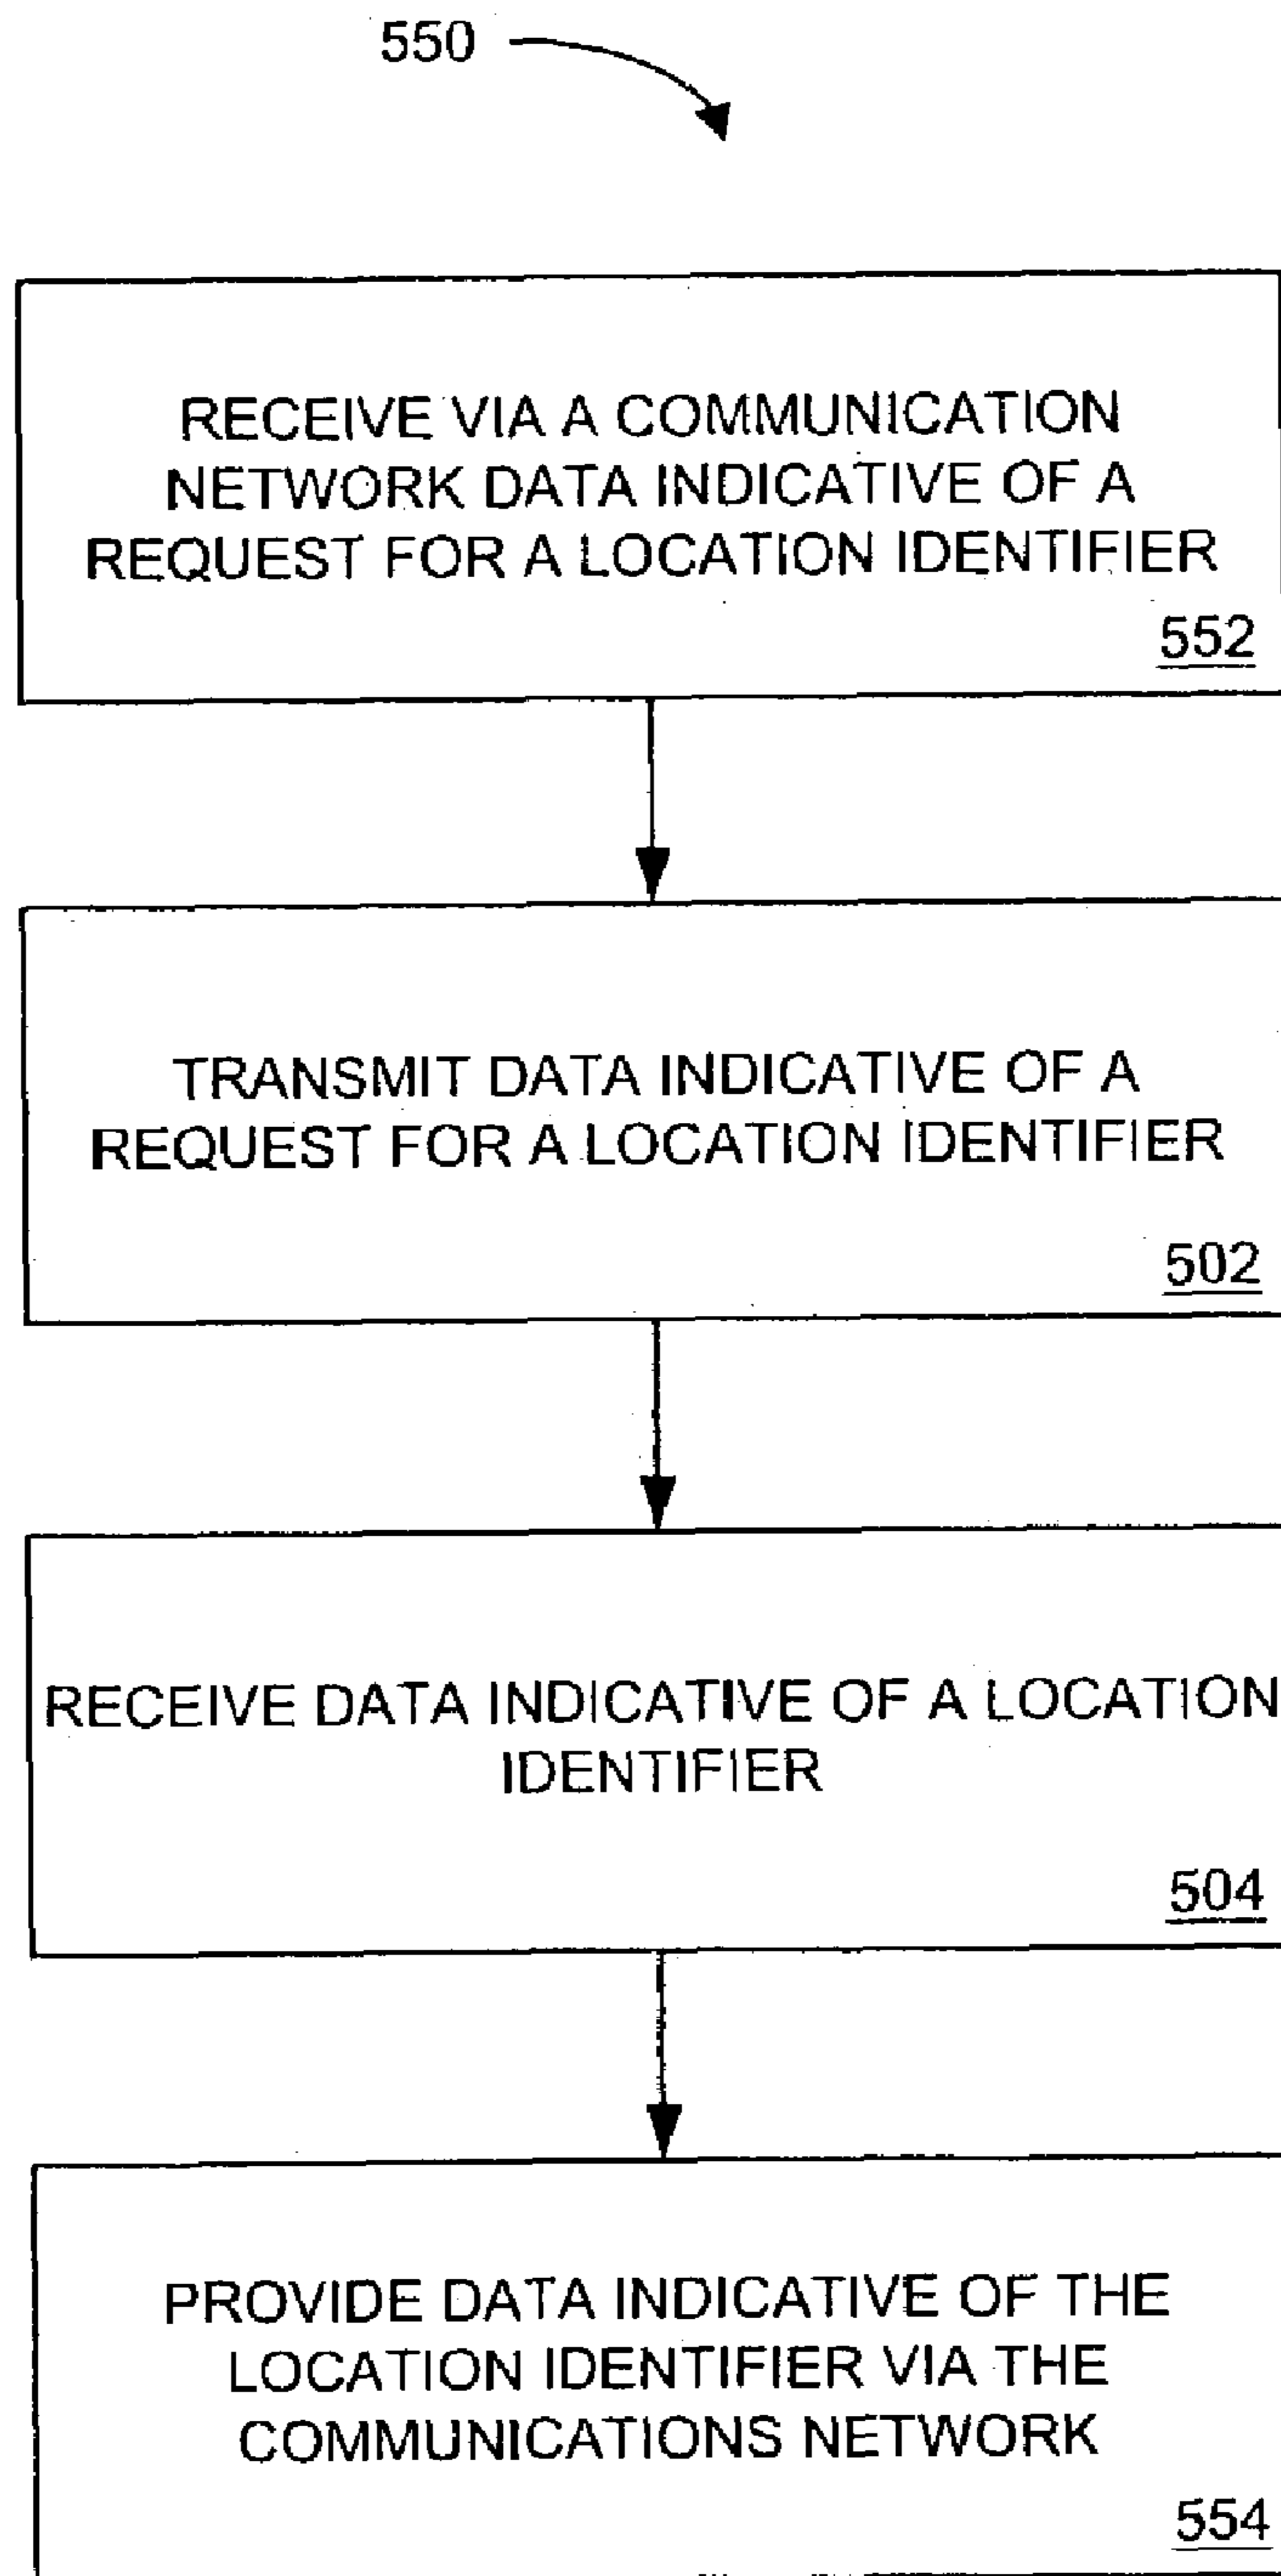 550
RECEIVE VIA A COMMUNICATION
NETWORK DATA INDICATIVE OF A
REQUEST FOR A LOCATION IDENTIFIER
552
TRANSMIT DATA INDICATIVE OF A
REQUEST FOR A LOCATION IDENTIFIER
502
RECEIVE DATA INDICATIVE OF A LOCATION
IDENTIFIER
504
PROVIDE DATA INDICATIVE OF THE
LOCATION IDENTIFIER VIA THE
COMMUNICATIONS NETWORK
554